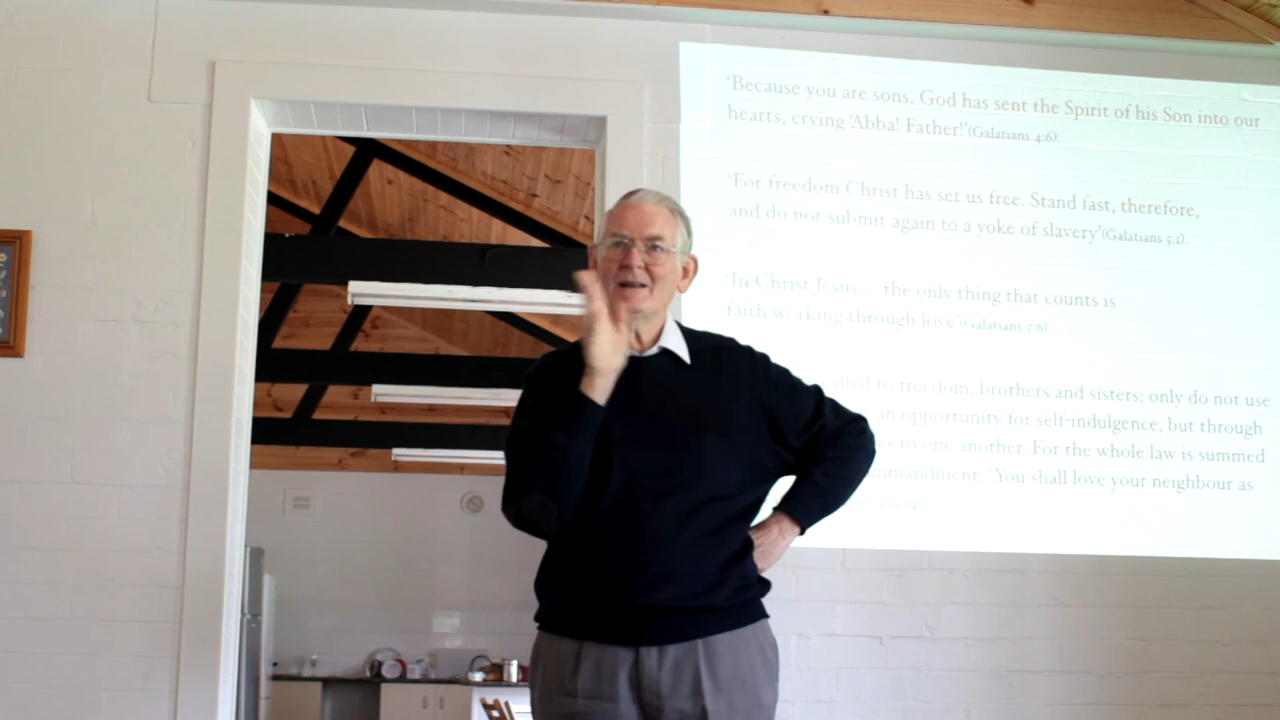 'Because you are sons, God has sent the Spirit of his Son into our
hearts, crying 'Abba! Father!'(Galatians 4:6).
'For freedom Christ has set us free. Stand fast, therefore,
and do not submit again to a yoke of slavery'(Galatians 5:1).
'In Christ Jesus... the only thing that counts is
faith working through love'(Galatians 5:6)
to freedom, brothers and sisters; only do not use
an opportunity for self-indulgence, but through
to one another. For the whole law is summed
'You shall love your neighbour as